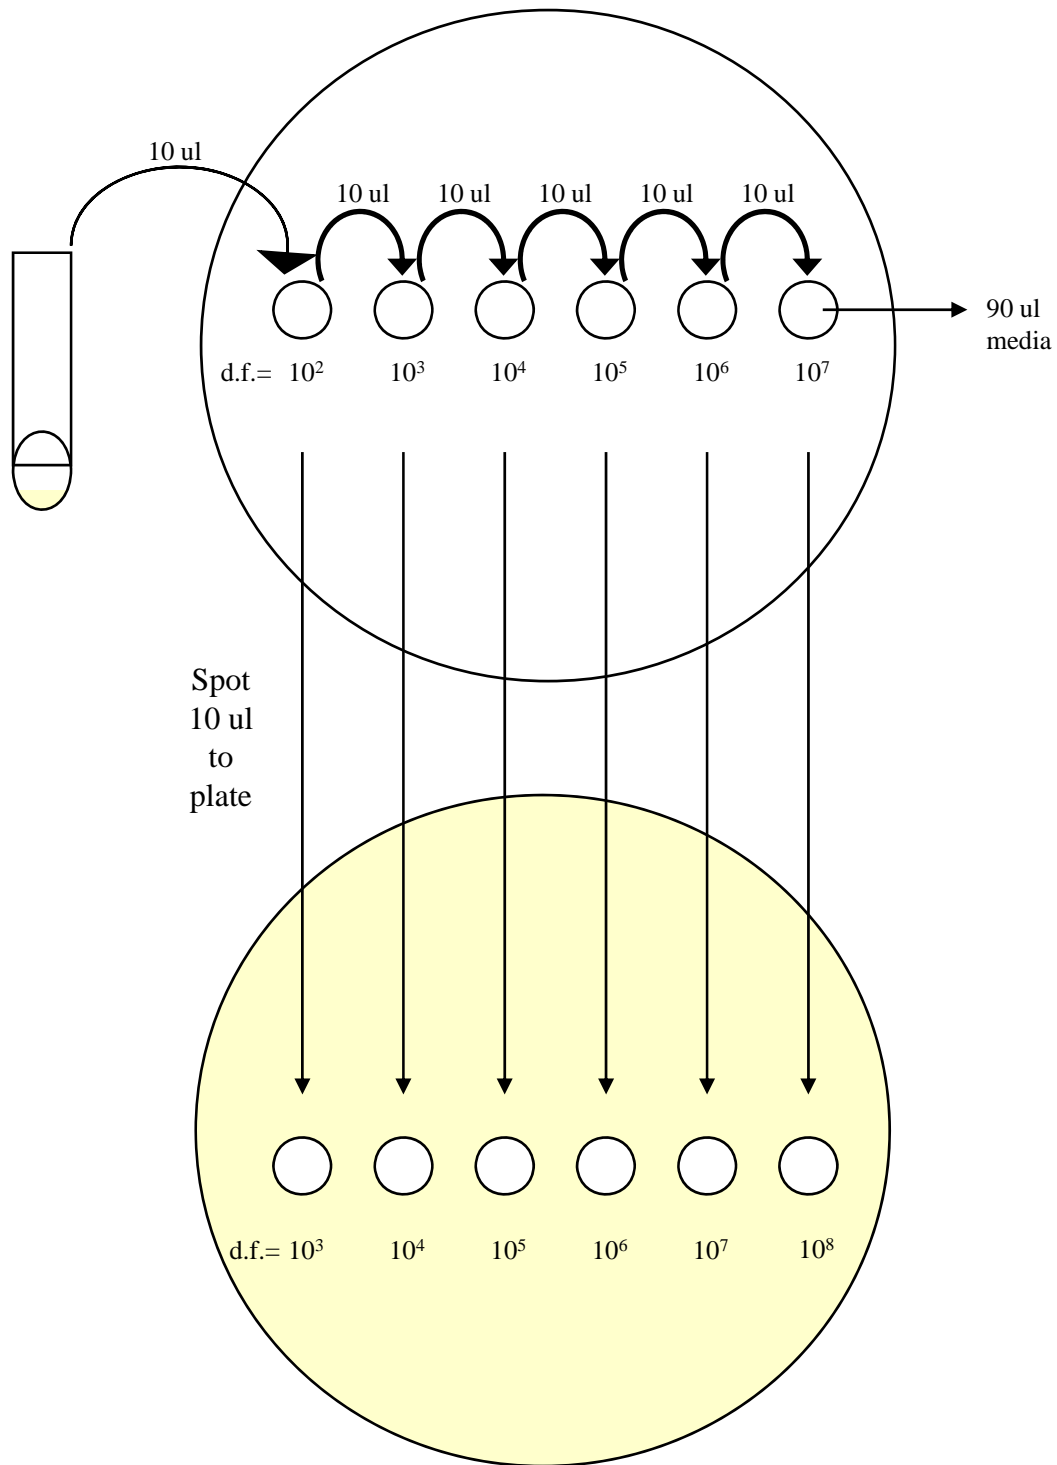 10 ul
10 ul 10 ul 10 ul 10 ul 10 ul
90 ul
media
d.f.= 10² 10³ 10⁴ 10⁵ 10⁶ 10⁷
Spot
10 ul
to
plate
d.f.= 10³ 10⁴ 10⁵ 10⁶ 10⁷ 10⁸